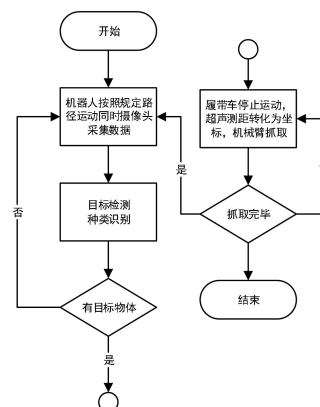 开始
机器人按照规定路
径运动同时摄像头
采集数据
目标检测
种类识别
否
有目标物体
是
履带车停止运动，
超声测距转化为坐
标，机械臂抓取
是
抓取完毕
结束